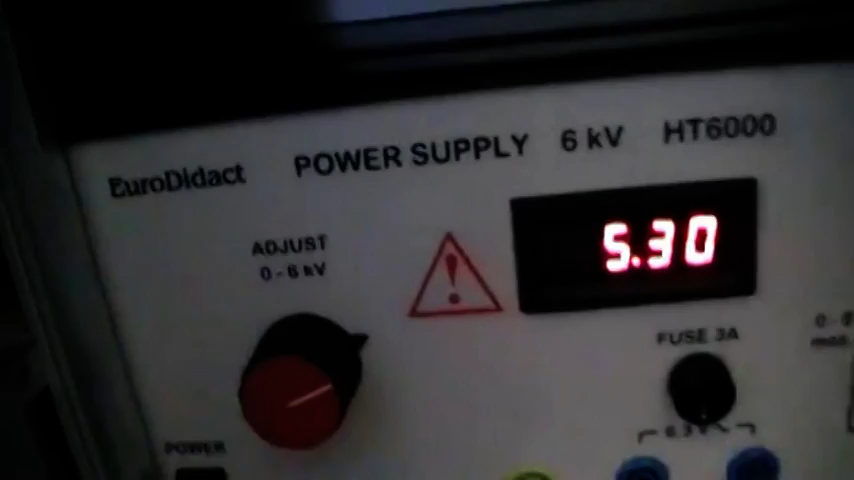 EuroDidact POWER SUPPLY 6 kV HT6000
ADJUST
0-6 kV
5.30
FUSE 3A
POWER